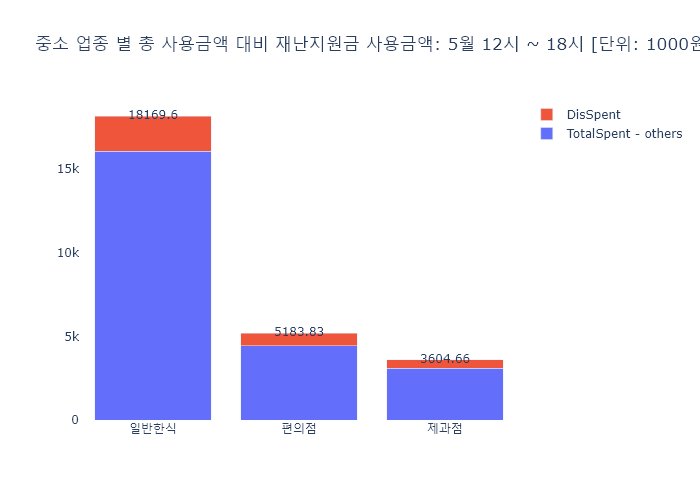 중소 업종 별 총 사용금액 대비 재난지원금 사용금액: 5월 12시 ~ 18시 [단위: 1000원
DisSpent
TotalSpent - others
18169.6
15k
10k
5183.83
5k
3604.66
0
일반한식 편의점 제과점